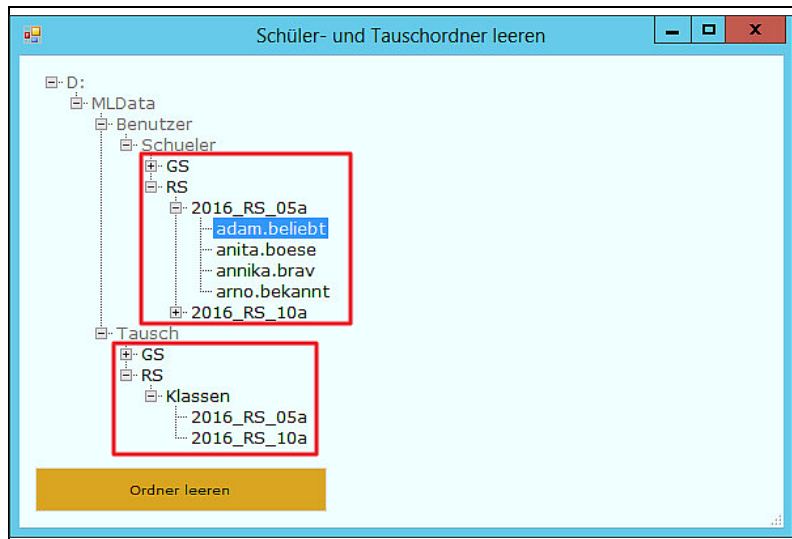 Schüler- und Tauschordner leeren
D:
MLData
Benutzer
Schueler
GS
RS
2016_RS_05a
adam.beliebt
anita.boese
annika.brav
arno.bekannt
2016_RS_10a
Tausch
GS
RS
Klassen
2016_RS_05a
2016_RS_10a
Ordner leeren